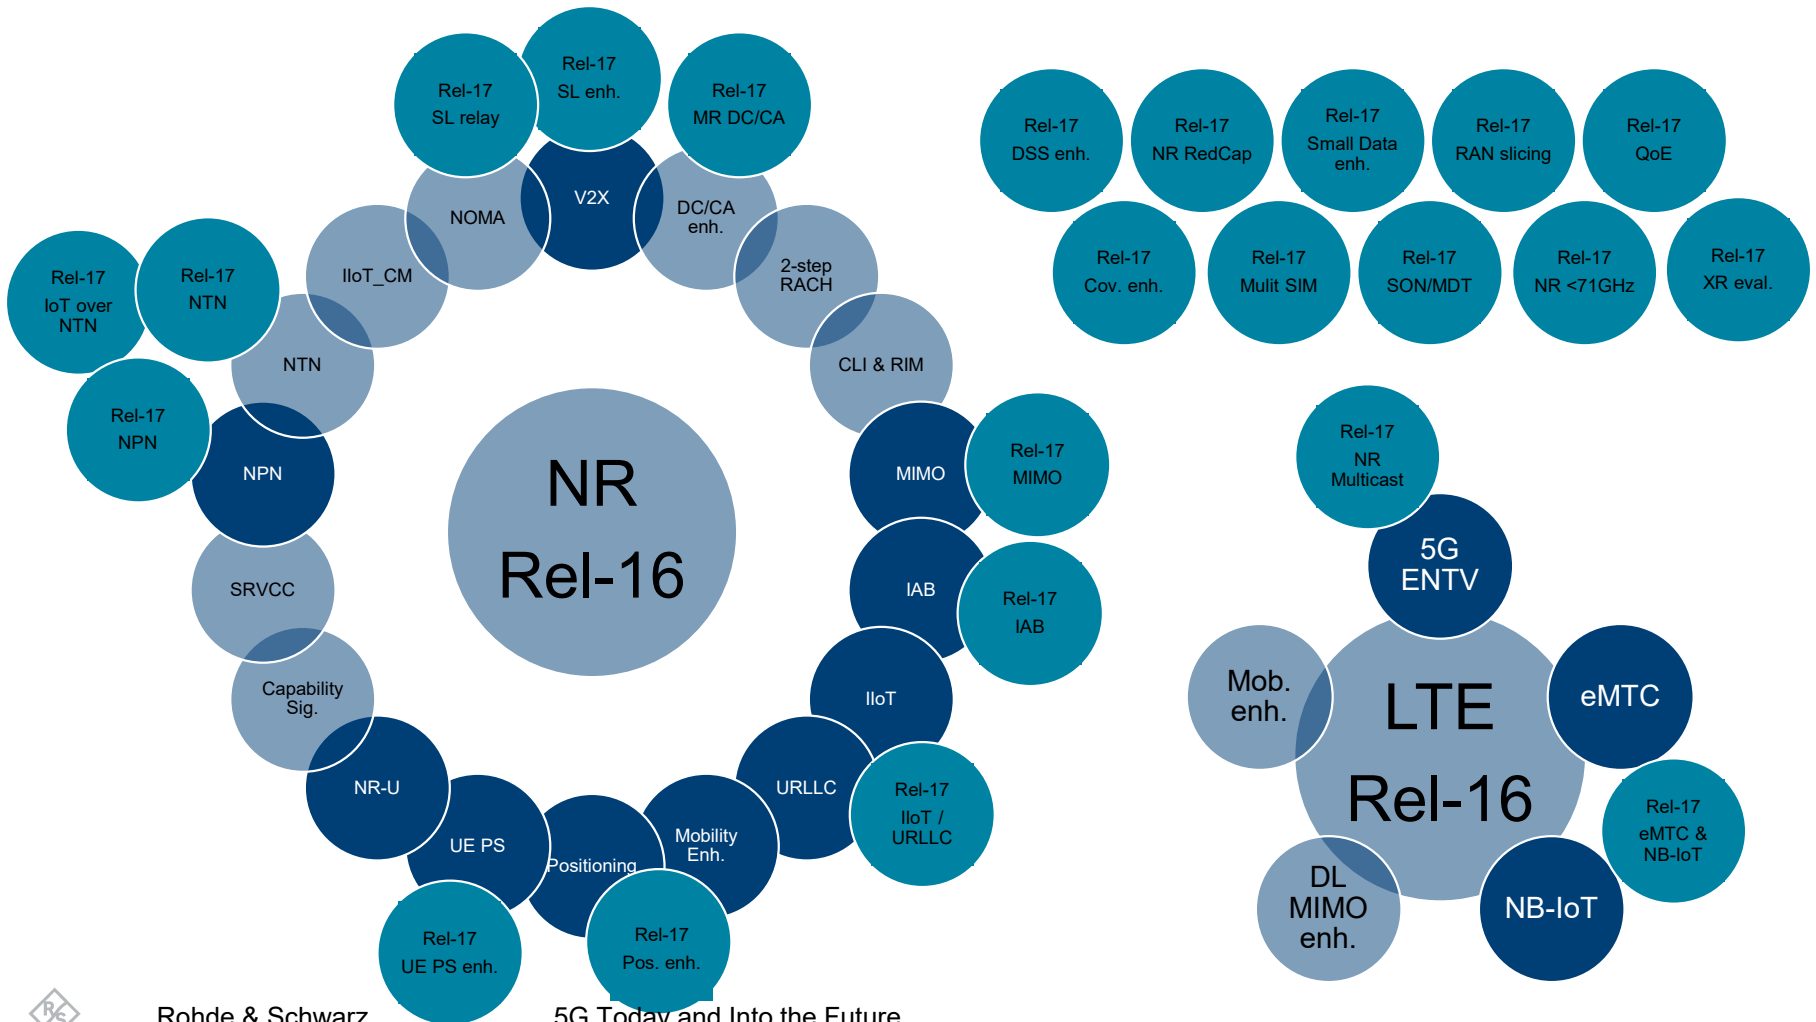 Rel-17
SL relay
Rel-17
SL enh.
Rel-17
MR DC/CA
NOMA
V2X
DC/CA
enh.
IIoT_CM
2-step
RACH
Rel-17
IoT over
NTN
Rel-17
NTN
NTN
CLI & RIM
Rel-17
NPN
NPN
MIMO
Rel-17
MIMO
NR
Rel-16
SRVCC
IAB
Rel-17
IAB
Capability
Sig.
IIoT
NR-U
URLLC
Rel-17
IIoT /
URLLC
UE PS
Positioning
Mobility
Enh.
Rel-17
UE PS enh.
Rel-17
Pos. enh.
Rel-17
DSS enh.
Rel-17
NR RedCap
Rel-17
Small Data
enh.
Rel-17
RAN slicing
Rel-17
QoE
Rel-17
Cov. enh.
Rel-17
Mulit SIM
Rel-17
SON/MDT
Rel-17
NR <71GHz
Rel-17
XR eval.
Rel-17
NR
Multicast
5G
ENTV
Mob.
enh.
LTE
Rel-16
eMTC
Rel-17
eMTC &
NB-IoT
DL
MIMO
enh.
NB-IoT
R&S
Rohde & Schwarz
5G Today and Into the Future